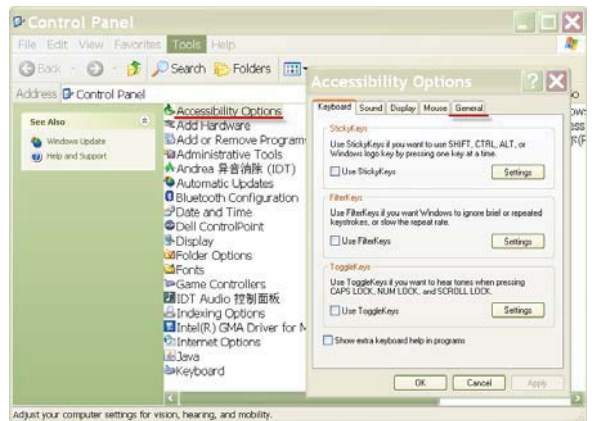 Control Panel
File Edit View Favorites Tools Help
Back Search Folders
Address Control Panel
See Also
Windows Update
Help and Support
Accessibility Options
Add Hardware
Add or Remove Program
Administrative Tools
Andrea 异音消除 (IDT)
Automatic Updates
Bluetooth Configuration
Date and Time
Dell ControlPoint
Display
Folder Options
Fonts
Game Controllers
IDT Audio 控制面板
Indexing Options
Intel(R) GMA Driver for M
Internet Options
Java
Keyboard
Accessibility Options
Keyboard Sound Display Mouse General
StickyKeys
Use StickyKeys if you want to use SHIFT, CTRL, ALT, or
Windows logo key by pressing one key at a time.
Use StickyKeys Settings
FilterKeys
Use FilterKeys if you want Windows to ignore brief or repeated
keystrokes, or slow the repeat rate.
Use FilterKeys Settings
ToggleKeys
Use ToggleKeys if you want to hear tones when pressing
CAPS LOCK, NUM LOCK, and SCROLL LOCK.
Use ToggleKeys Settings
Show extra keyboard help in programs
OK Cancel Apply
Adjust your computer settings for vision, hearing, and mobility.